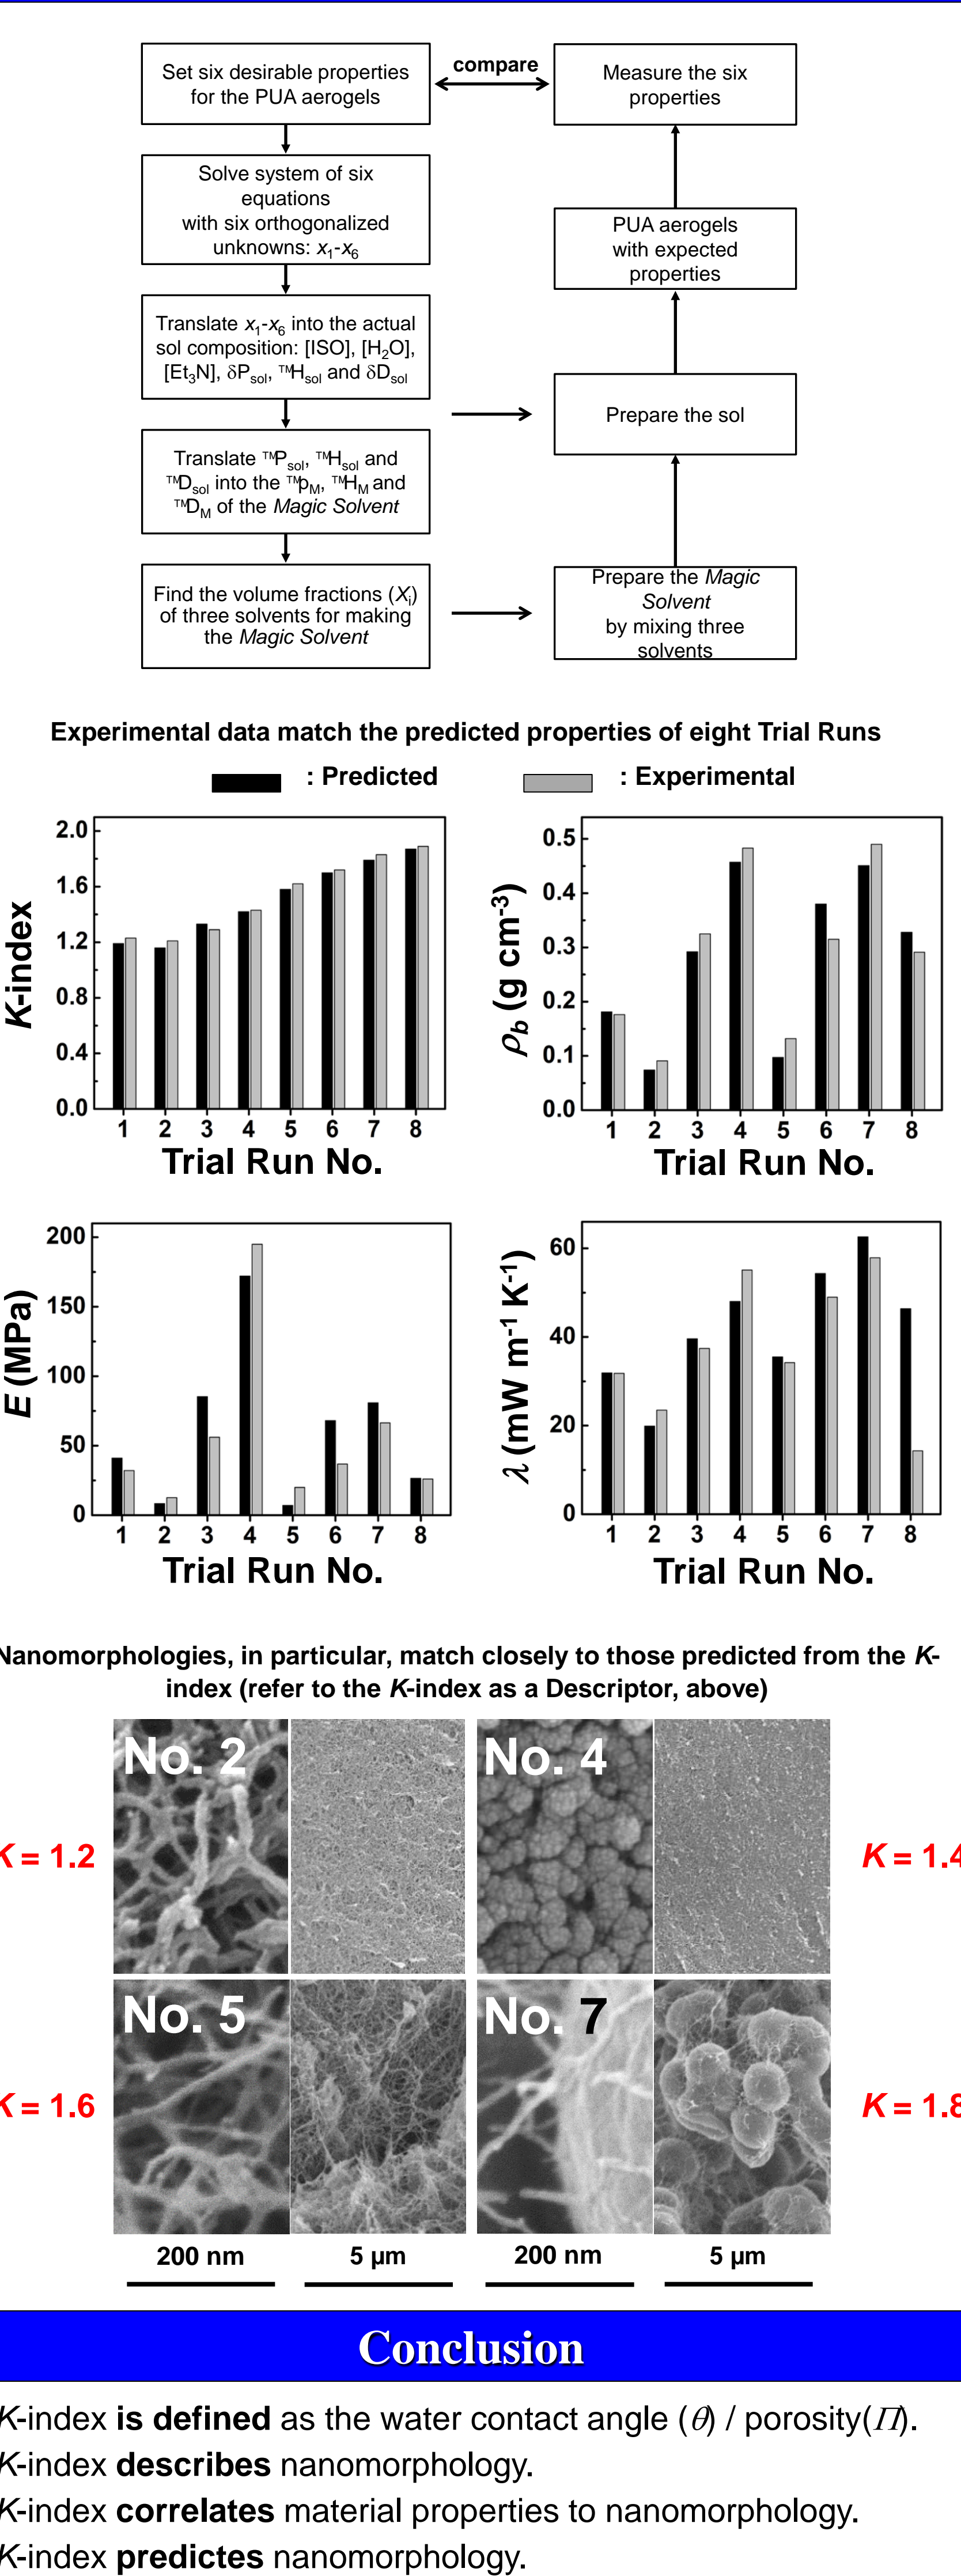 Set six desirable properties
for the PUA aerogels
compare
Measure the six
properties
Solve system of six
equations
with six orthogonalized
unknowns: x1-x6
PUA aerogels
with expected
properties
Translate x1-x6 into the actual
sol composition: [ISO], [H2O],
[Et3N], δPsol, ™Hsol and δDsol
Prepare the sol
Translate ™Psol, ™Hsol and
™Dsol into the ™pM, ™HM and
™DM of the Magic Solvent
Find the volume fractions (Xi)
of three solvents for making
the Magic Solvent
Prepare the Magic
Solvent
by mixing three
solvents
Experimental data match the predicted properties of eight Trial Runs
: Predicted : Experimental
K-index
2.0
1.6
1.2
0.8
0.4
0.0
1 2 3 4 5 6 7 8
Trial Run No.
ρb (g cm-3)
0.5
0.4
0.3
0.2
0.1
0.0
1 2 3 4 5 6 7 8
Trial Run No.
E (MPa)
200
150
100
50
0
1 2 3 4 5 6 7 8
Trial Run No.
λ (mW m-1 K-1)
60
40
20
0
1 2 3 4 5 6 7 8
Trial Run No.
Nanomorphologies, in particular, match closely to those predicted from the K-
index (refer to the K-index as a Descriptor, above)
No. 2
No. 4
K = 1.2
K = 1.4
No. 5
No. 7
K = 1.6
K = 1.8
200 nm 5 µm 200 nm 5 µm
Conclusion
K-index is defined as the water contact angle (θ) / porosity(Π).
K-index describes nanomorphology.
K-index correlates material properties to nanomorphology.
K-index predictes nanomorphology.